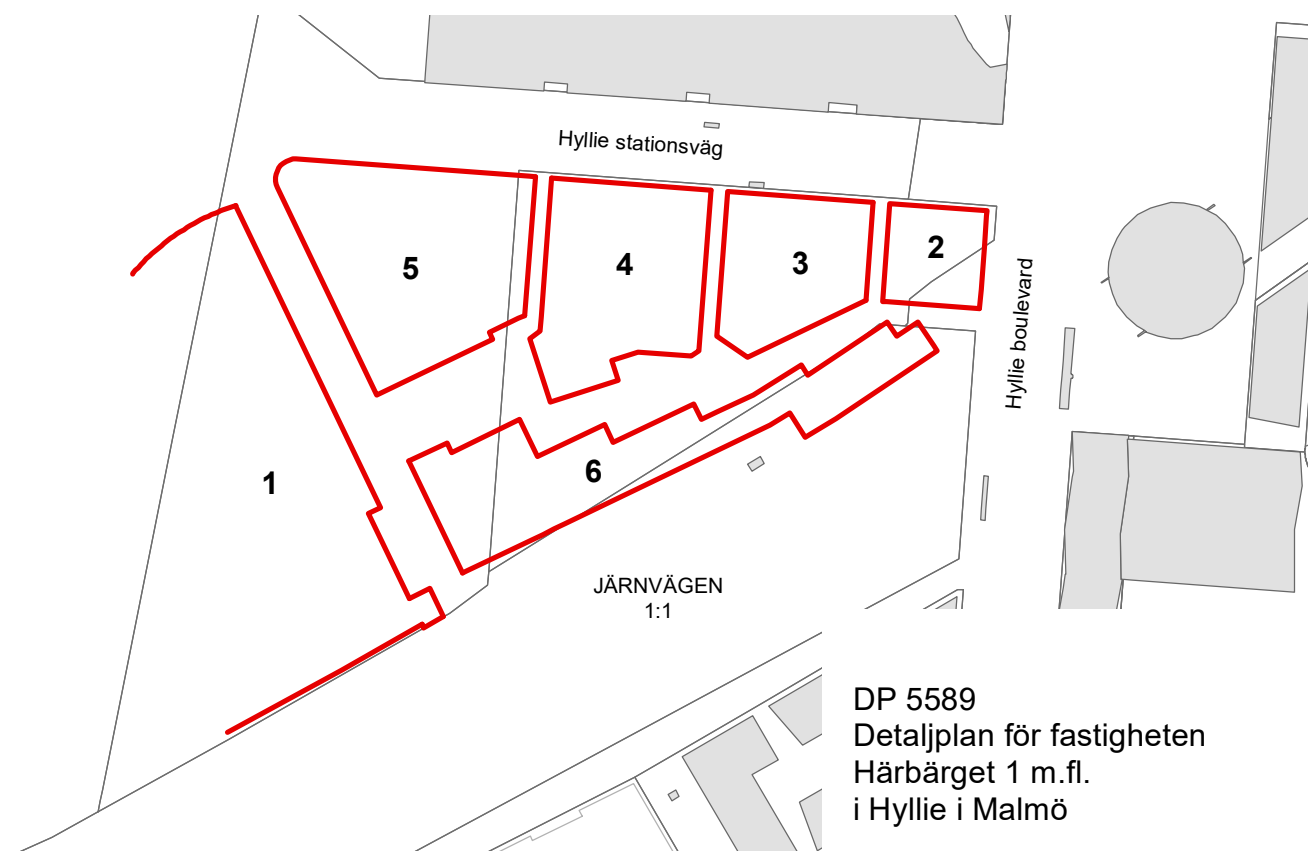 Hyllie stationsväg
5
4
3
2
Hyllie boulevard
1
6
JÄRNVÄGEN
1:1
DP 5589
Detaljplan för fastigheten
Härbärget 1 m.fl.
i Hyllie i Malmö